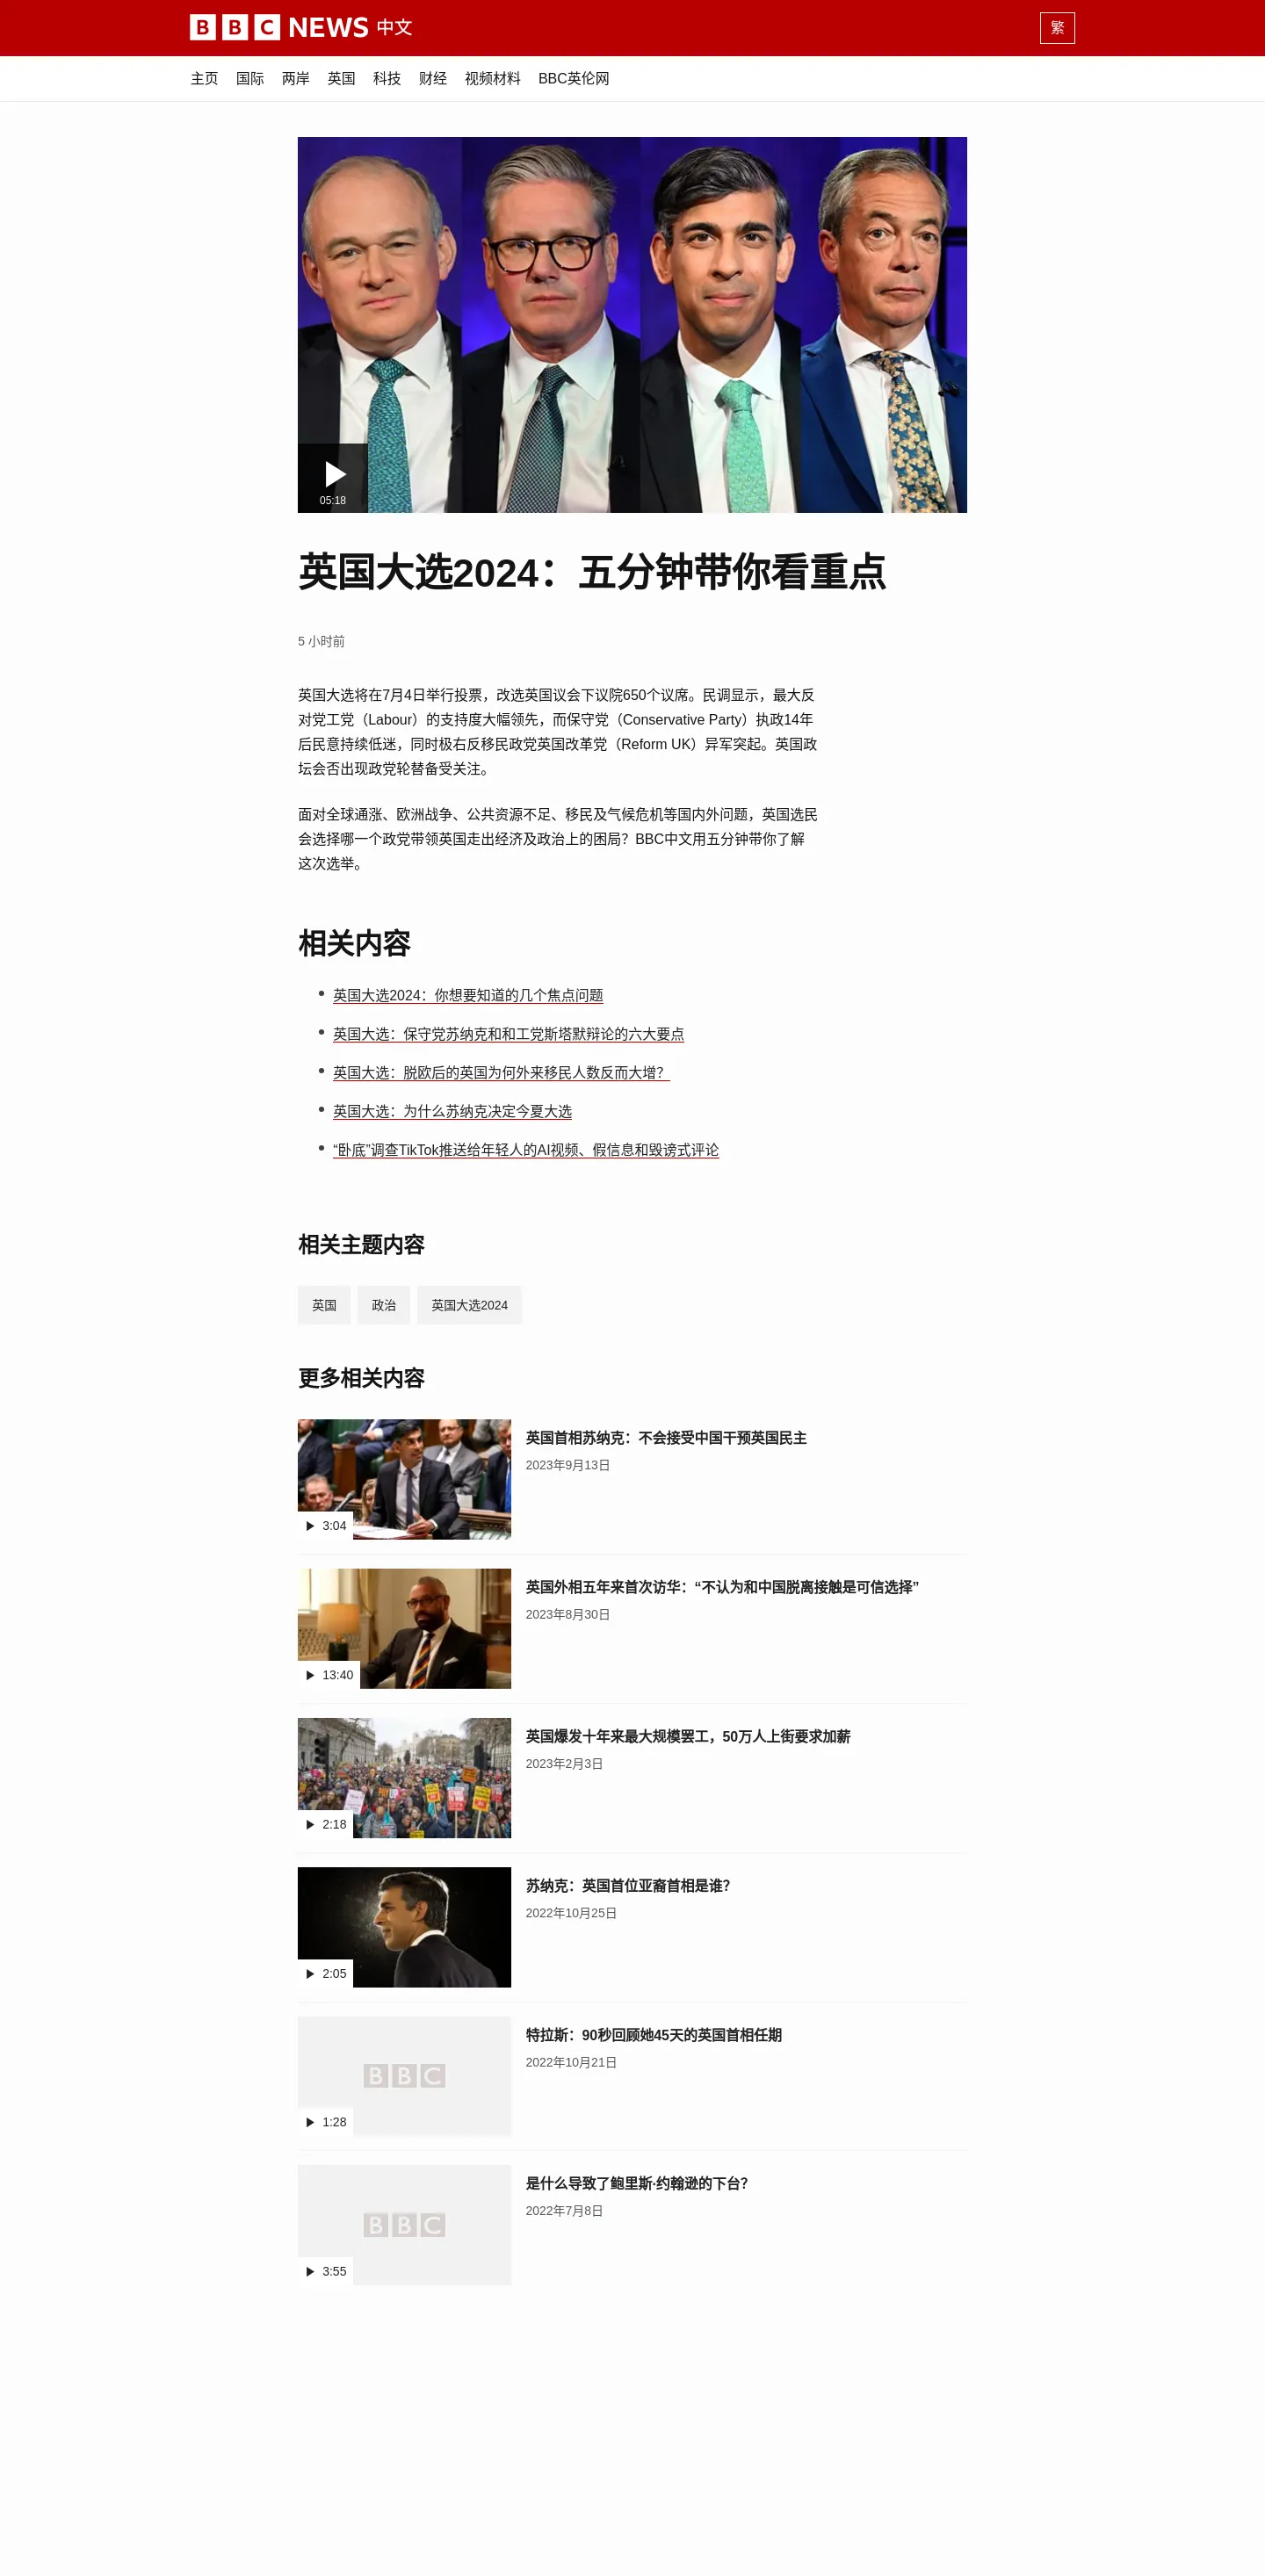 BBC NEWS 中文
繁
主页 国际 两岸 英国 科技 财经 视频材料 BBC英伦网
05:18
英国大选2024：五分钟带你看重点
5 小时前
英国大选将在7月4日举行投票，改选英国议会下议院650个议席。民调显示，最大反
对党工党（Labour）的支持度大幅领先，而保守党（Conservative Party）执政14年
后民意持续低迷，同时极右反移民政党英国改革党（Reform UK）异军突起。英国政
坛会否出现政党轮替备受关注。
面对全球通涨、欧洲战争、公共资源不足、移民及气候危机等国内外问题，英国选民
会选择哪一个政党带领英国走出经济及政治上的困局？BBC中文用五分钟带你了解
这次选举。
相关内容
英国大选2024：你想要知道的几个焦点问题
英国大选：保守党苏纳克和和工党斯塔默辩论的六大要点
英国大选：脱欧后的英国为何外来移民人数反而大增？
英国大选：为什么苏纳克决定今夏大选
“卧底”调查TikTok推送给年轻人的AI视频、假信息和毁谤式评论
相关主题内容
英国 政治 英国大选2024
更多相关内容
英国首相苏纳克：不会接受中国干预英国民主
2023年9月13日
3:04
英国外相五年来首次访华：“不认为和中国脱离接触是可信选择”
2023年8月30日
13:40
英国爆发十年来最大规模罢工，50万人上街要求加薪
2023年2月3日
2:18
苏纳克：英国首位亚裔首相是谁？
2022年10月25日
2:05
特拉斯：90秒回顾她45天的英国首相任期
2022年10月21日
BBC
1:28
是什么导致了鲍里斯·约翰逊的下台？
2022年7月8日
BBC
3:55